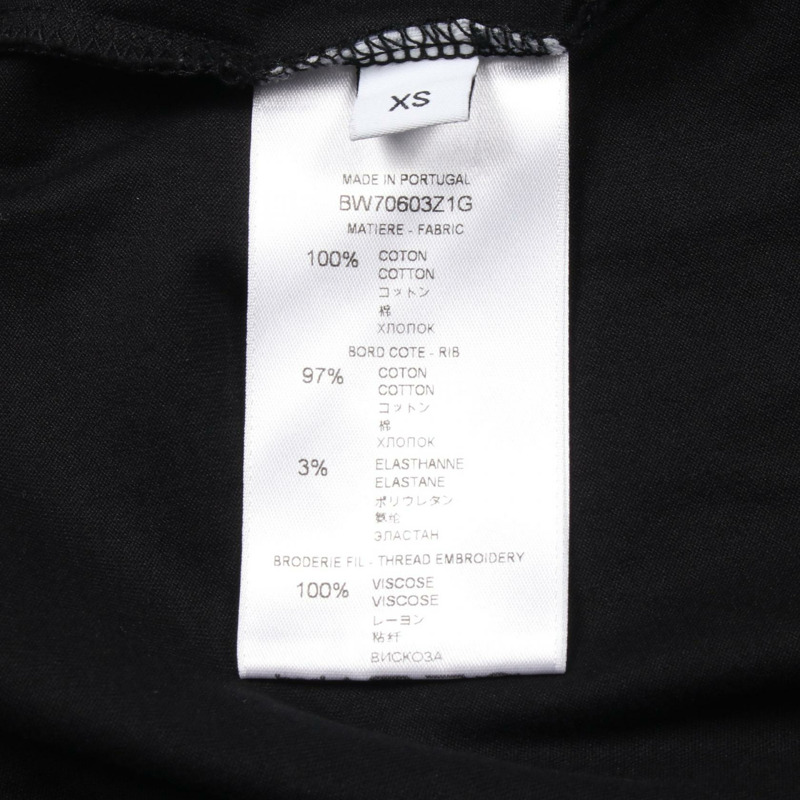 XS
MADE IN PORTUGAL
BW70603Z1G
MATIERE - FABRIC
100% COTON
COTTON
コットン
棉
ХЛОПОК
BORD COTE - RIB
97% COTON
COTTON
コットン
棉
ХЛОПОК
3% ELASTHANNE
ELASTANE
ポリウレタン
氨纶
ЭЛАСТАН
BRODERIE FIL - THREAD EMBROIDERY
100% VISCOSE
VISCOSE
レーヨン
粘纤
ВИСКОЗА